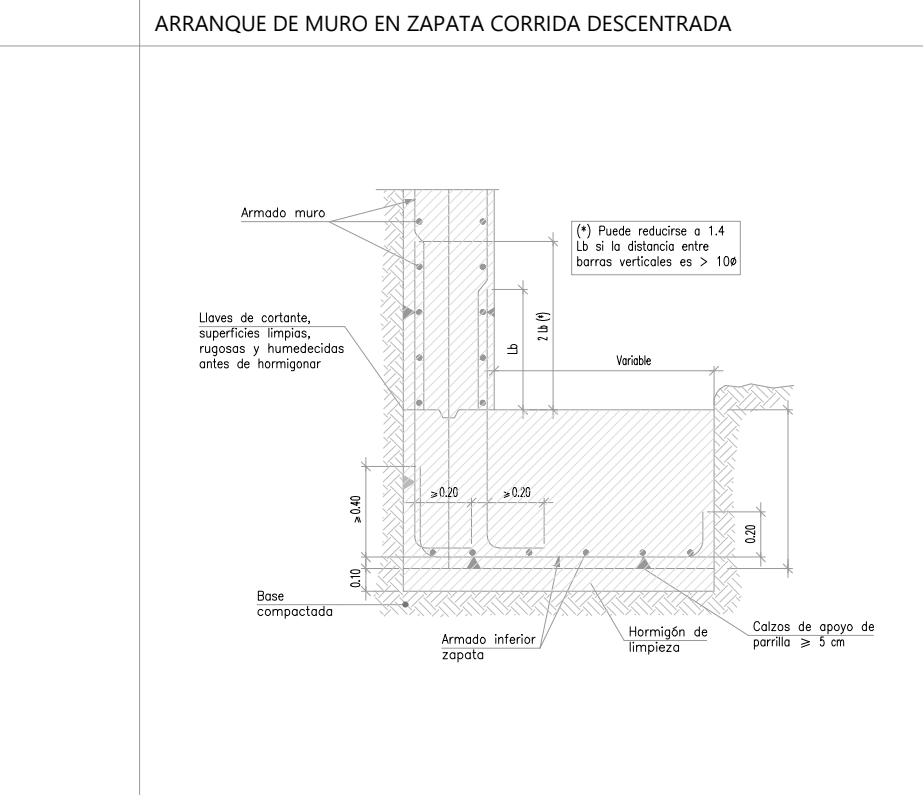 ARRANQUE DE MURO EN ZAPATA CORRIDA DESCENTRADA
Armado muro
(*) Puede reducirse a 1.4
Lb si la distancia entre
barras verticales es > 10ø
Llaves de cortante,
superficies limpias,
rugosas y humedecidas
antes de hormigonar
Lb
2 Lb (*)
Variable
≥0.40
≥0.20
≥0.20
0.20
0.10
Base
compactada
Armado inferior
zapata
Hormigón de
limpieza
Calzos de apoyo de
parrilla ≥ 5 cm